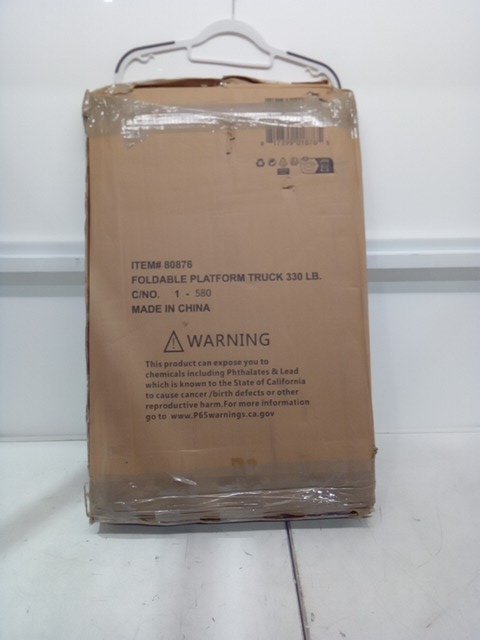 ITEM# 80876
FOLDABLE PLATFORM TRUCK 330 LB.
C/NO. 1 - 580
MADE IN CHINA
WARNING
This product can expose you to
chemicals including Phthalates & Lead
which is known to the State of California
to cause cancer /birth defects or other
reproductive harm.For more information
go to www.P65warnings.ca.gov